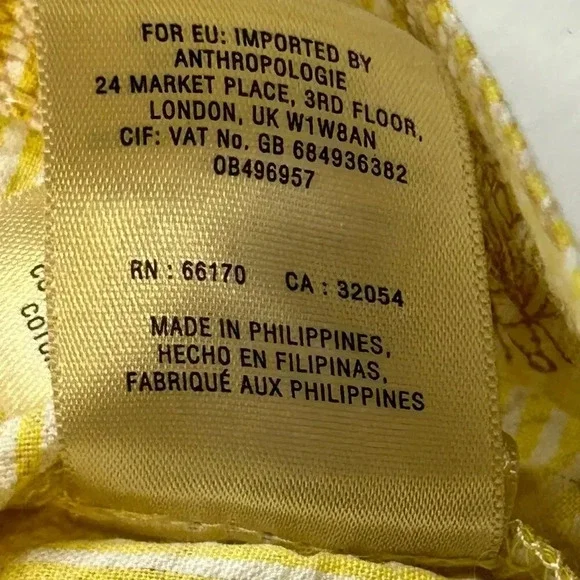 FOR EU: IMPORTED BY
ANTHROPOLOGIE
24 MARKET PLACE, 3RD FLOOR,
LONDON, UK W1W8AN
CIF: VAT No. GB 684936382
OB496957
RN : 66170 CA : 32054
MADE IN PHILIPPINES,
HECHO EN FILIPINAS,
FABRIQUÉ AUX PHILIPPINES